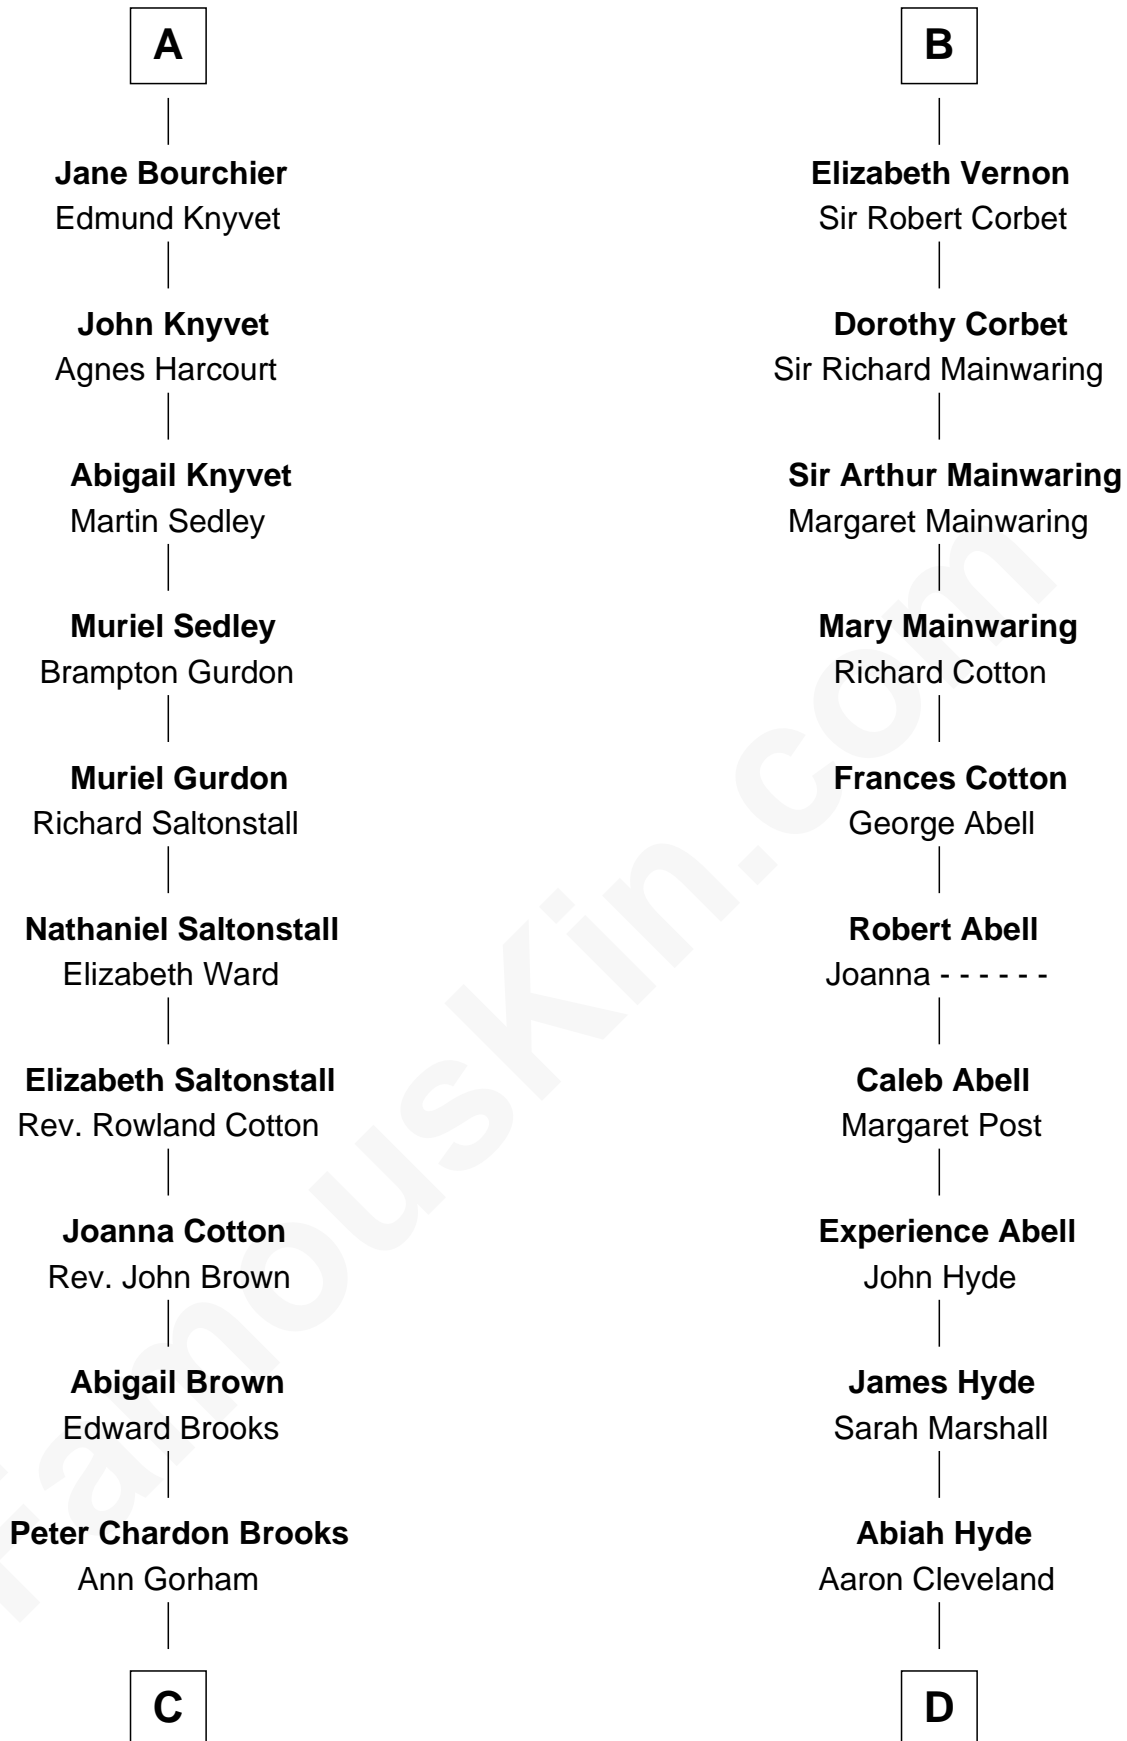 A
Jane Bourchier
Edmund Knyvet
John Knyvet
Agnes Harcourt
Abigail Knyvet
Martin Sedley
Muriel Sedley
Brampton Gurdon
Muriel Gurdon
Richard Saltonstall
Nathaniel Saltonstall
Elizabeth Ward
Elizabeth Saltonstall
Rev. Rowland Cotton
Joanna Cotton
Rev. John Brown
Abigail Brown
Edward Brooks
Peter Chardon Brooks
Ann Gorham
C
B
Elizabeth Vernon
Sir Robert Corbet
Dorothy Corbet
Sir Richard Mainwaring
Sir Arthur Mainwaring
Margaret Mainwaring
Mary Mainwaring
Richard Cotton
Frances Cotton
George Abell
Robert Abell
Joanna - - - - - -
Caleb Abell
Margaret Post
Experience Abell
John Hyde
James Hyde
Sarah Marshall
Abiah Hyde
Aaron Cleveland
D
FamousKin.com